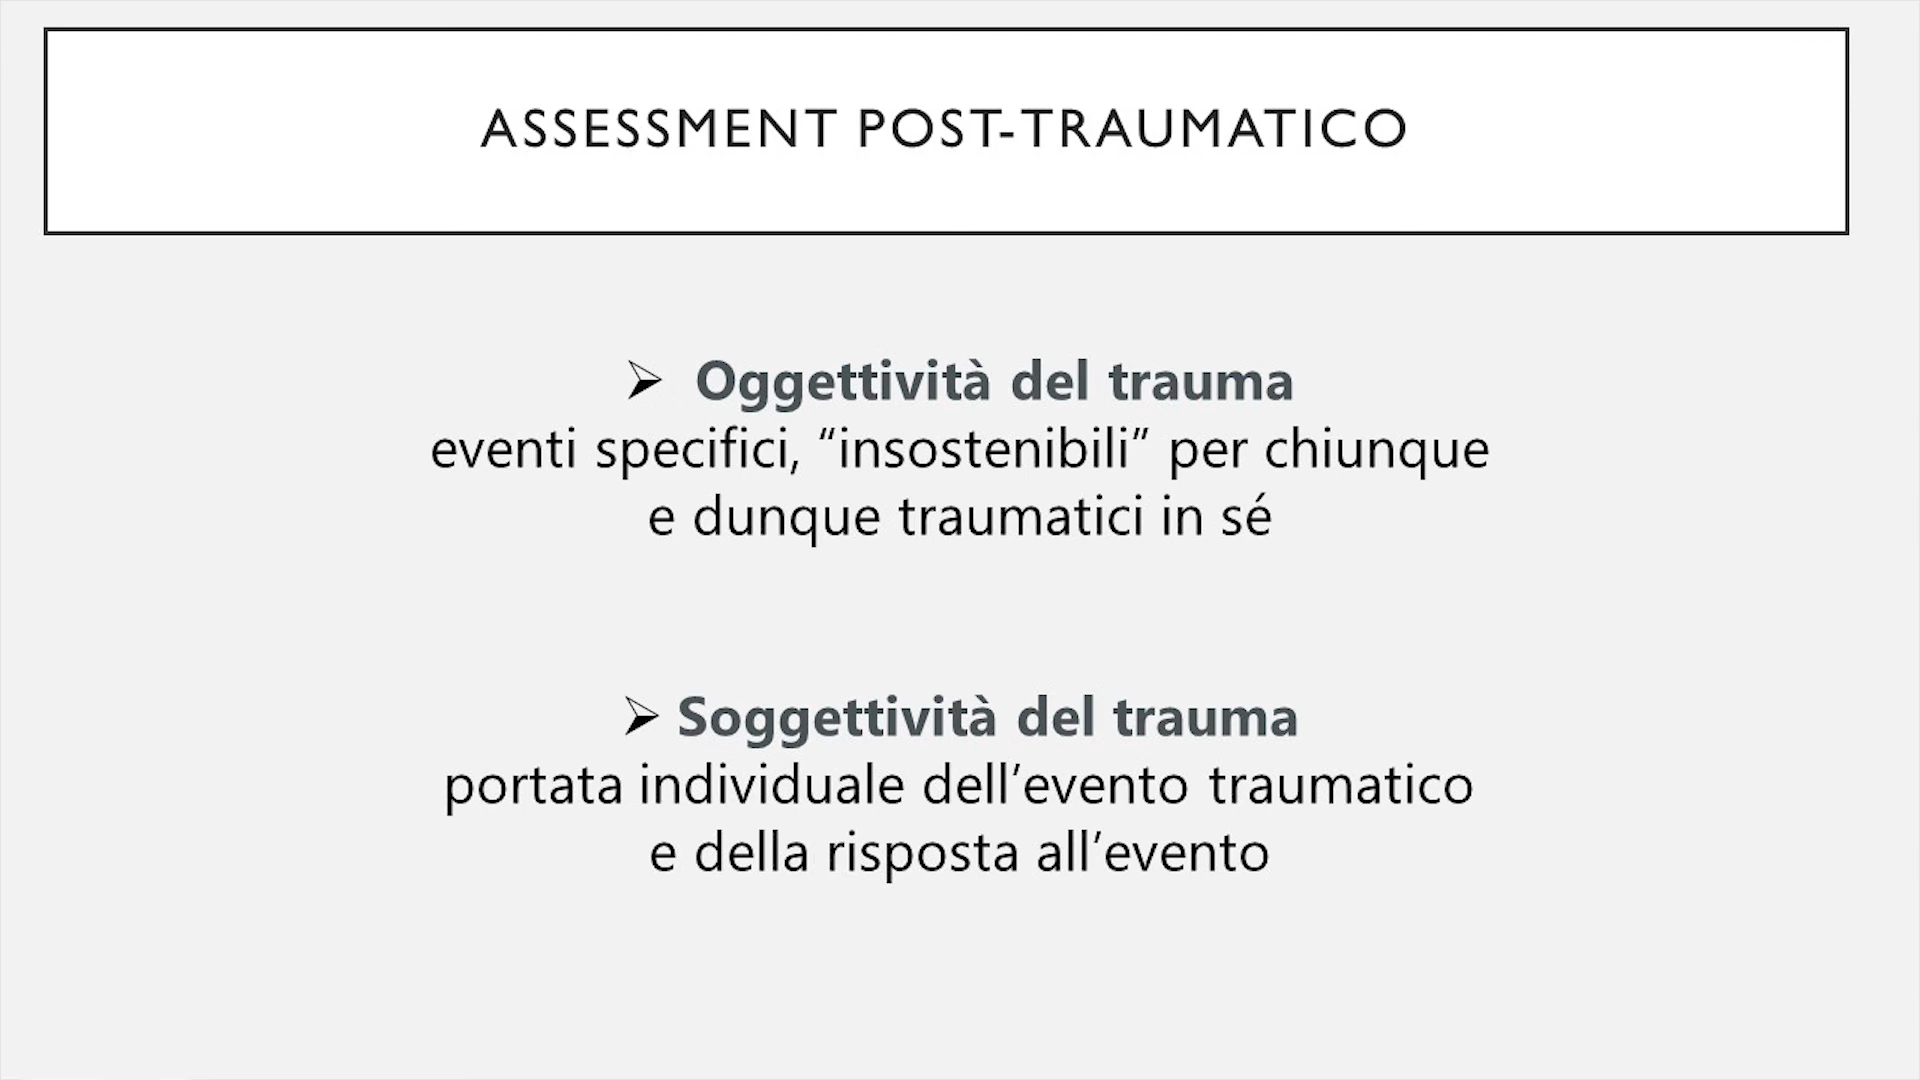 ASSESSMENT POST-TRAUMATICO
➢ Oggettività del trauma
eventi specifici, “insostenibili” per chiunque
e dunque traumatici in sé
➢ Soggettività del trauma
portata individuale dell’evento traumatico
e della risposta all’evento